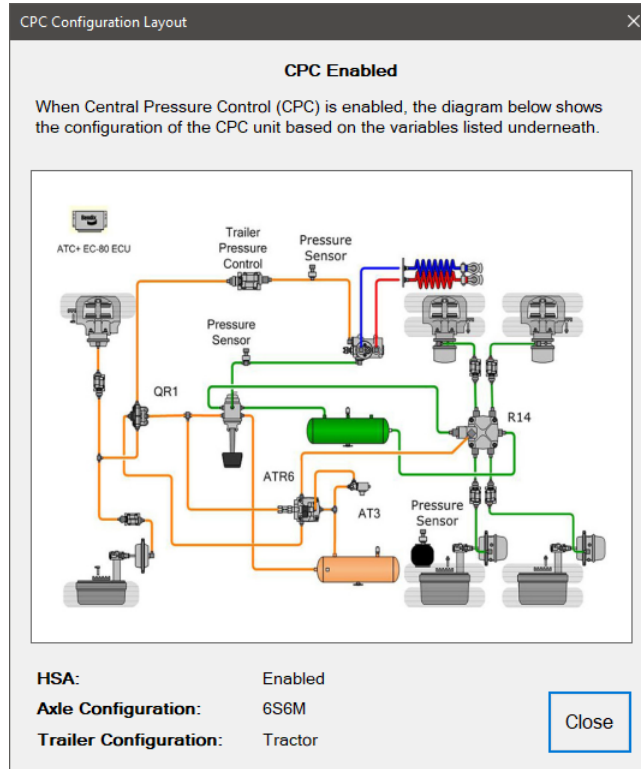 CPC Configuration Layout
CPC Enabled
When Central Pressure Control (CPC) is enabled, the diagram below shows
the configuration of the CPC unit based on the variables listed underneath.
ATC+ EC-80 ECU
Trailer
Pressure
Control
Pressure
Sensor
Pressure
Sensor
QR1
R14
ATR6
AT3
Pressure
Sensor
HSA: Enabled
Axle Configuration: 6S6M
Trailer Configuration: Tractor
Close